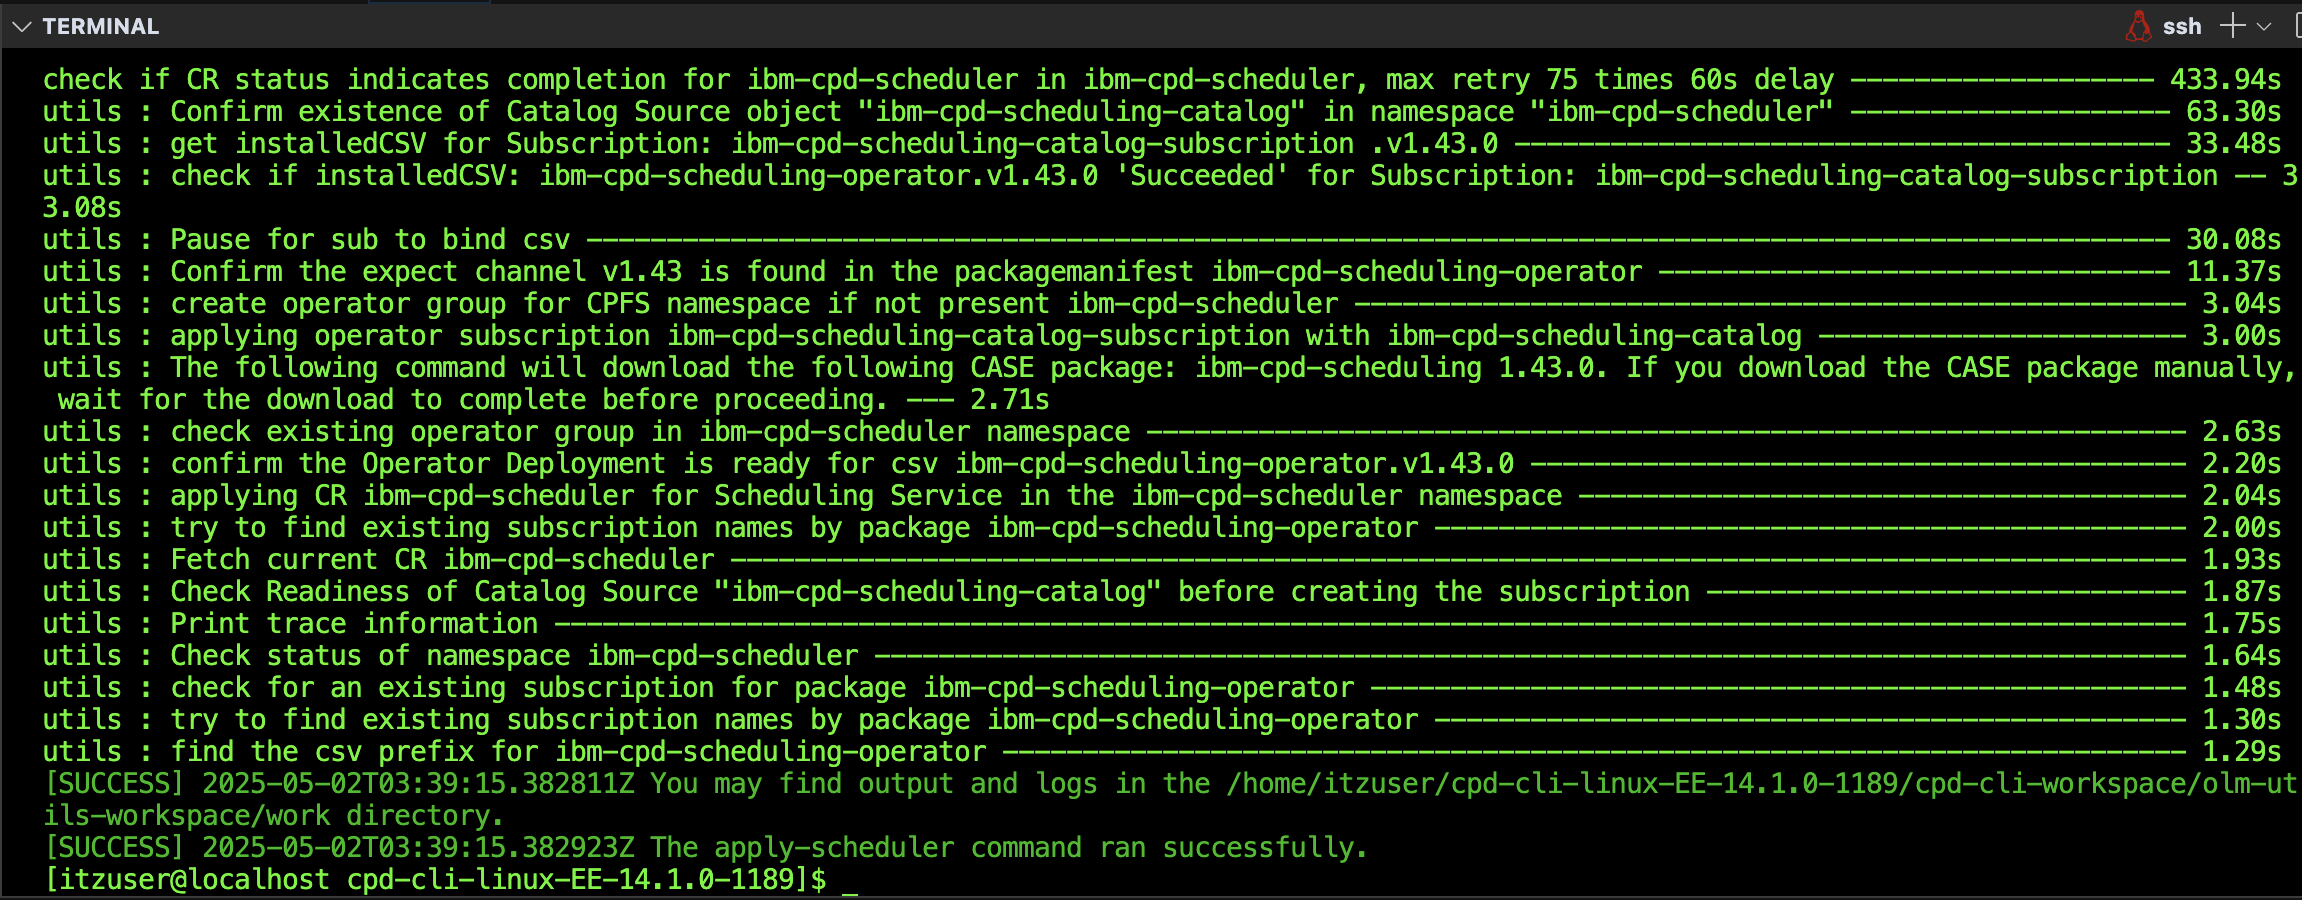 TERMINAL
ssh
check if CR status indicates completion for ibm-cpd-scheduler in ibm-cpd-scheduler, max retry 75 times 60s delay ------------------- 433.94s
utils : Confirm existence of Catalog Source object "ibm-cpd-scheduling-catalog" in namespace "ibm-cpd-scheduler" -------------------- 63.30s
utils : get installedCSV for Subscription: ibm-cpd-scheduling-catalog-subscription .v1.43.0 ----------------------------------------- 33.48s
utils : check if installedCSV: ibm-cpd-scheduling-operator.v1.43.0 'Succeeded' for Subscription: ibm-cpd-scheduling-catalog-subscription -- 3
3.08s
utils : Pause for sub to bind csv --------------------------------------------------------------------------------------------------- 30.08s
utils : Confirm the expect channel v1.43 is found in the packagemanifest ibm-cpd-scheduling-operator -------------------------------- 11.37s
utils : create operator group for CPFS namespace if not present ibm-cpd-scheduler ---------------------------------------------------- 3.04s
utils : applying operator subscription ibm-cpd-scheduling-catalog-subscription with ibm-cpd-scheduling-catalog ----------------------- 3.00s
utils : The following command will download the following CASE package: ibm-cpd-scheduling 1.43.0. If you download the CASE package manually,
 wait for the download to complete before proceeding. --- 2.71s
utils : check existing operator group in ibm-cpd-scheduler namespace ----------------------------------------------------------------- 2.63s
utils : confirm the Operator Deployment is ready for csv ibm-cpd-scheduling-operator.v1.43.0 ----------------------------------------- 2.20s
utils : applying CR ibm-cpd-scheduler for Scheduling Service in the ibm-cpd-scheduler namespace -------------------------------------- 2.04s
utils : try to find existing subscription names by package ibm-cpd-scheduling-operator ----------------------------------------------- 2.00s
utils : Fetch current CR ibm-cpd-scheduler ------------------------------------------------------------------------------------------- 1.93s
utils : Check Readiness of Catalog Source "ibm-cpd-scheduling-catalog" before creating the subscription ------------------------------ 1.87s
utils : Print trace information ------------------------------------------------------------------------------------------------------ 1.75s
utils : Check status of namespace ibm-cpd-scheduler ---------------------------------------------------------------------------------- 1.64s
utils : check for an existing subscription for package ibm-cpd-scheduling-operator --------------------------------------------------- 1.48s
utils : try to find existing subscription names by package ibm-cpd-scheduling-operator ----------------------------------------------- 1.30s
utils : find the csv prefix for ibm-cpd-scheduling-operator -------------------------------------------------------------------------- 1.29s
[SUCCESS] 2025-05-02T03:39:15.382811Z You may find output and logs in the /home/itzuser/cpd-cli-linux-EE-14.1.0-1189/cpd-cli-workspace/olm-ut
ils-workspace/work directory.
[SUCCESS] 2025-05-02T03:39:15.382923Z The apply-scheduler command ran successfully.
[itzuser@localhost cpd-cli-linux-EE-14.1.0-1189]$ _